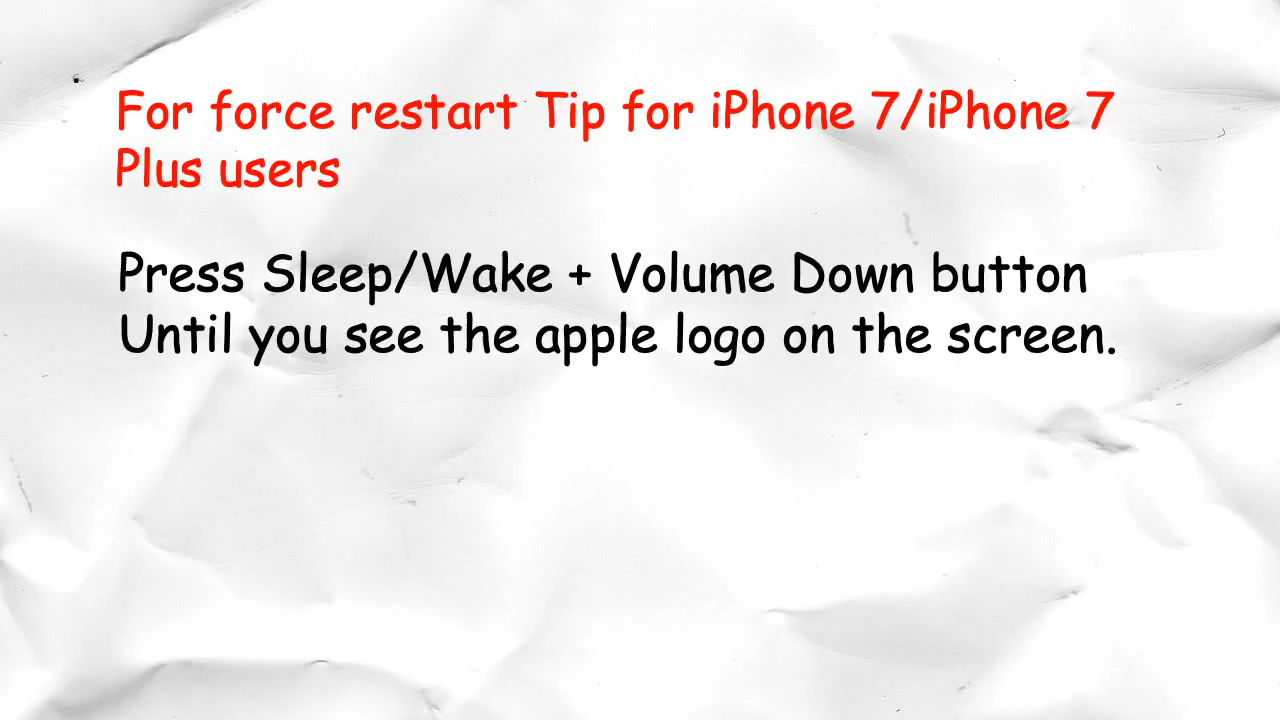 For force restart Tip for iPhone 7/iPhone 7
Plus users
Press Sleep/Wake + Volume Down button
Until you see the apple logo on the screen.